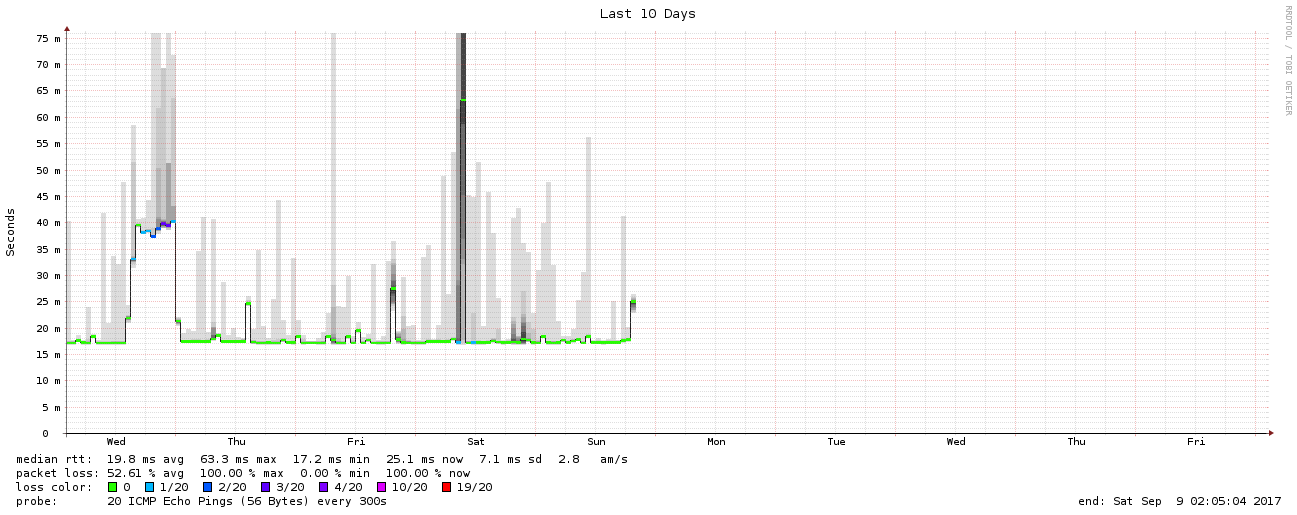 Last 10 Days
RRDTOOL / TOBI OETIKER
Seconds
75 m
70 m
65 m
60 m
55 m
50 m
45 m
40 m
35 m
30 m
25 m
20 m
15 m
10 m
5 m
0
Wed Thu Fri Sat Sun Mon Tue Wed Thu Fri
median rtt: 19.8 ms avg 63.3 ms max 17.2 ms min 25.1 ms now 7.1 ms sd 2.8 am/s
packet loss: 52.61 % avg 100.00 % max 0.00 % min 100.00 % now
loss color: 0 1/20 2/20 3/20 4/20 10/20 19/20
probe: 20 ICMP Echo Pings (56 Bytes) every 300s end: Sat Sep 9 02:05:04 2017